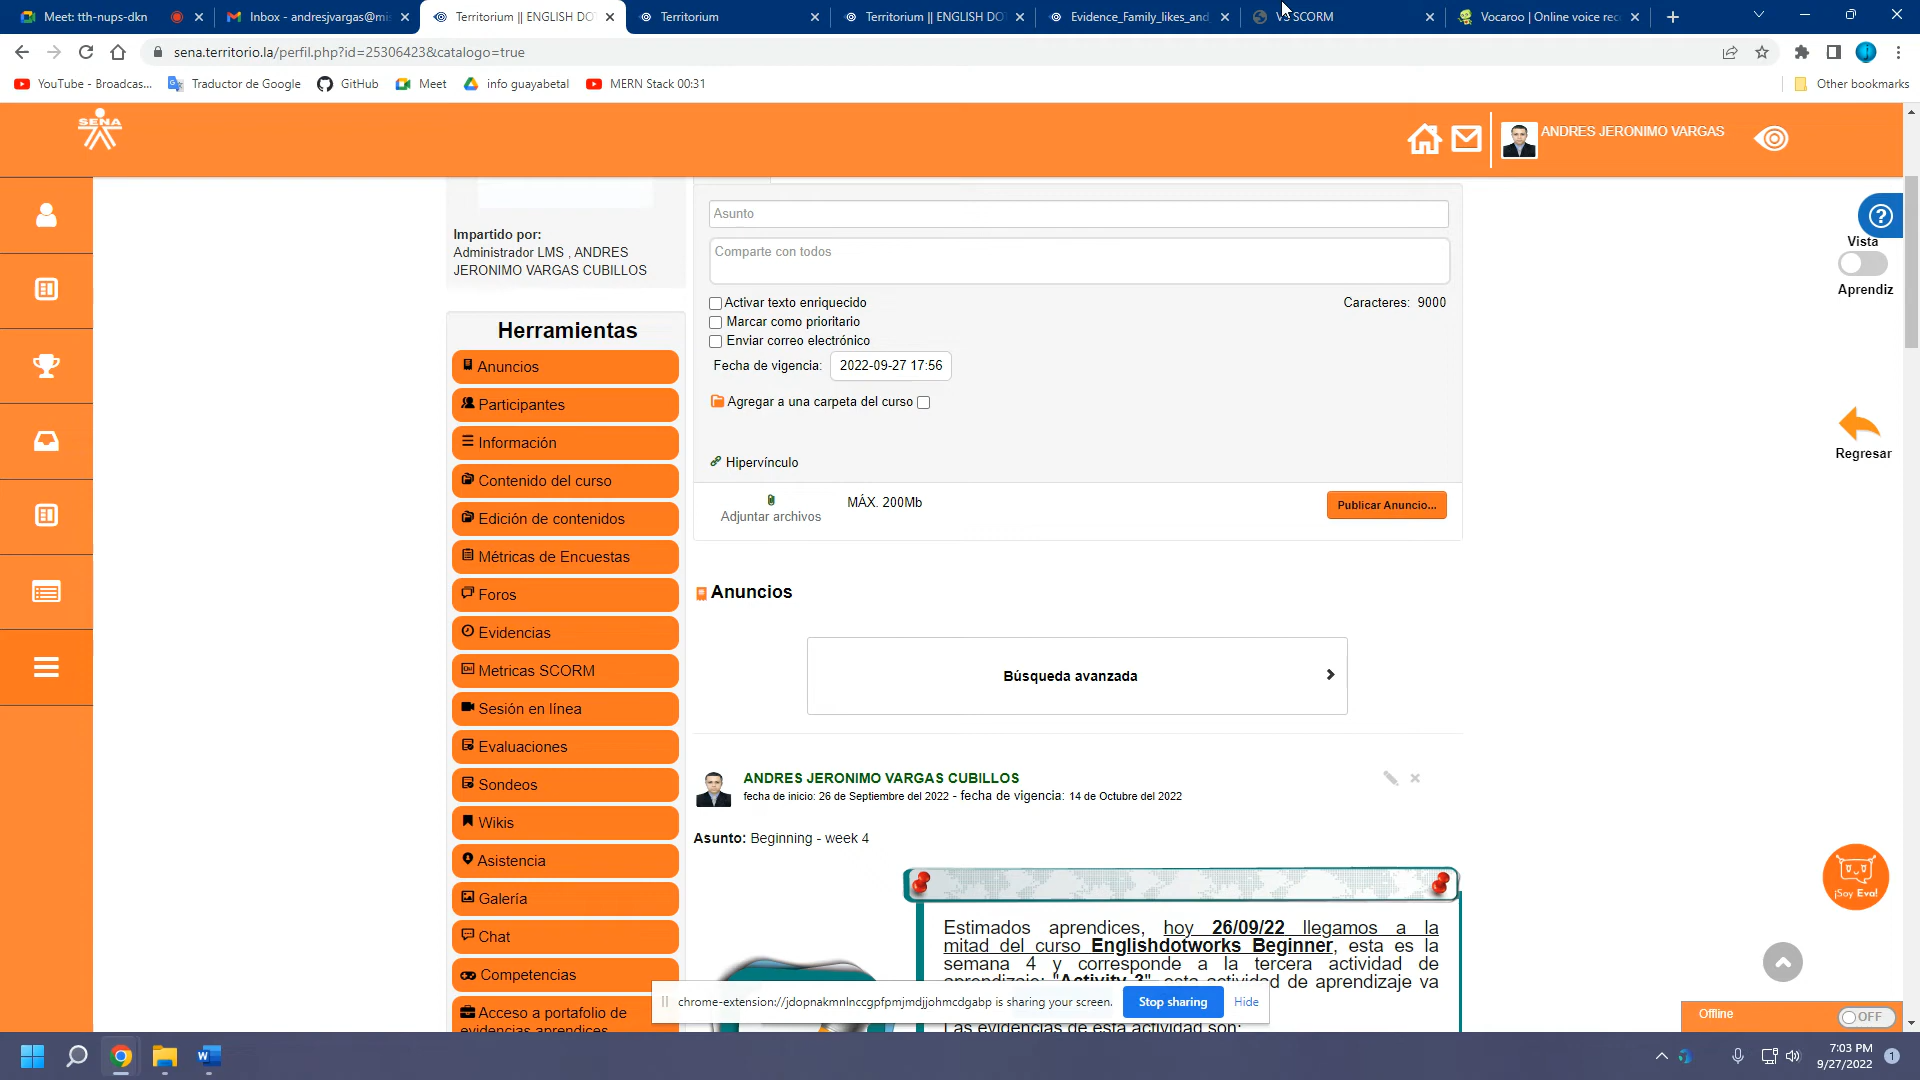 Meet: tth-nups-dkn
Inbox - andresjvargas@mi
Territorium || ENGLISH DO
Territorium
Territorium || ENGLISH DO
Evidence_Family_likes_and
SCORM
Vocaroo | Online voice rec
sena.territorio.la/perfil.php?id=25306423&catalogo=true
YouTube - Broadcas...
Traductor de Google
GitHub
Meet
info guayabetal
MERN Stack 00:31
Other bookmarks
SENA
ANDRES JERONIMO VARGAS
Impartido por:
Administrador LMS , ANDRES
JERONIMO VARGAS CUBILLOS
Herramientas
Anuncios
Participantes
Información
Contenido del curso
Edición de contenidos
Métricas de Encuestas
Foros
Evidencias
Metricas SCORM
Sesión en línea
Evaluaciones
Sondeos
Wikis
Asistencia
Galería
Chat
Competencias
Acceso a portafolio de
evidencias aprendices
Asunto
Comparte con todos
Activar texto enriquecido
Caracteres: 9000
Marcar como prioritario
Enviar correo electrónico
Fecha de vigencia: 2022-09-27 17:56
Agregar a una carpeta del curso
Hipervínculo
Adjuntar archivos
MÁX. 200Mb
Publicar Anuncio...
Anuncios
Búsqueda avanzada
ANDRES JERONIMO VARGAS CUBILLOS
fecha de inicio: 26 de Septiembre del 2022 - fecha de vigencia: 14 de Octubre del 2022
Asunto: Beginning - week 4
Estimados aprendices, hoy 26/09/22 llegamos a la
mitad del curso Englishdotworks Beginner, esta es la
semana 4 y corresponde a la tercera actividad de
aprendizaje: "Activity 3", esta actividad de aprendizaje va
Las evidencias de esta actividad son:
chrome-extension://jdopnakmnlnccgpfpmjmdjjohmcdgabp is sharing your screen.
Stop sharing
Hide
?
Vista
Aprendiz
Regresar
¡Soy Eva!
Offline
OFF
7:03 PM
9/27/2022
1